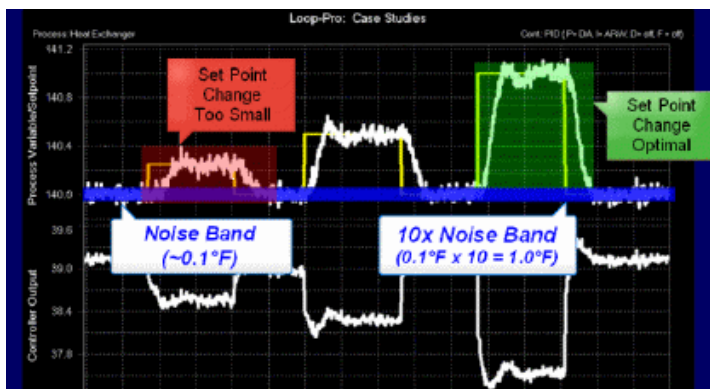 Loop-Pro: Case Studies
Process: Heat Exchanger
Cont: PID ( P= DA, I= ARW, D= off, F = off)
Process Variable/Setpoint
141.2
140.8
140.4
140.0
139.6
Set Point
Change
Too Small
Set Point
Change
Optimal
Noise Band
(~0.1°F)
10x Noise Band
(0.1°F x 10 = 1.0°F)
Controller Output
39.0
38.4
37.8